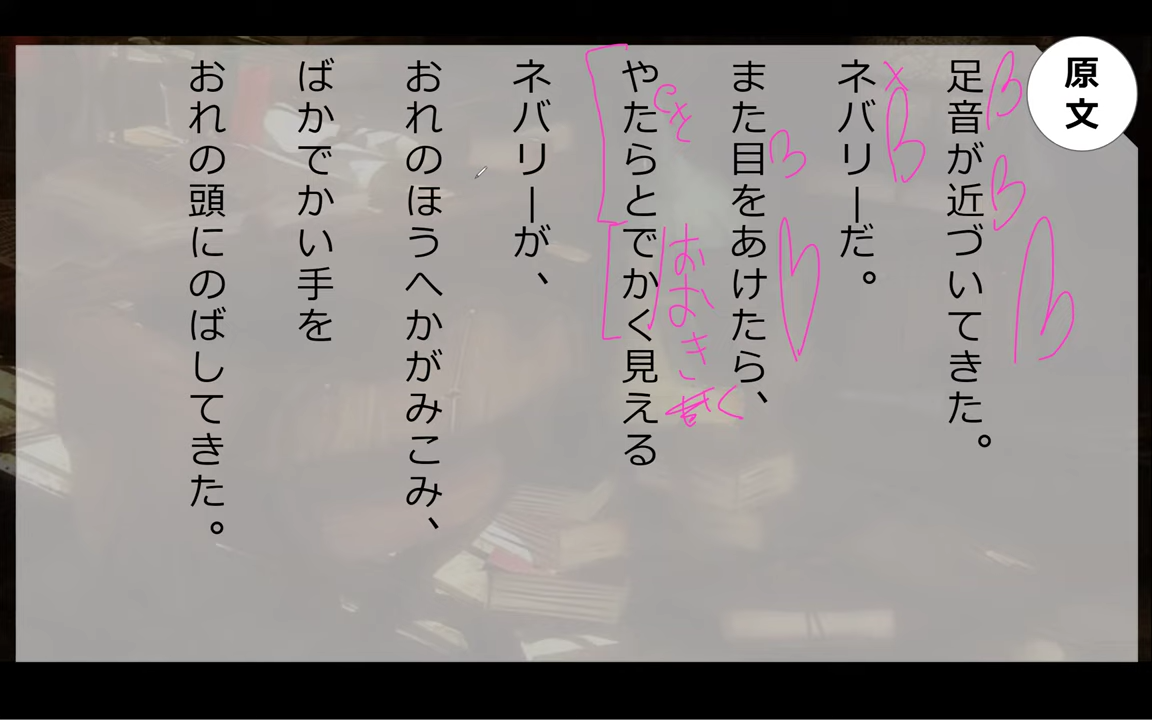 原文
足音が近づいてきた。
ネバリーだ。
また目をあけたら、
やたらとでかく見える
おおきく
ネバリーが、
おれのほうへかがみこみ、
ばかでかい手を
おれの頭にのばしてきた。